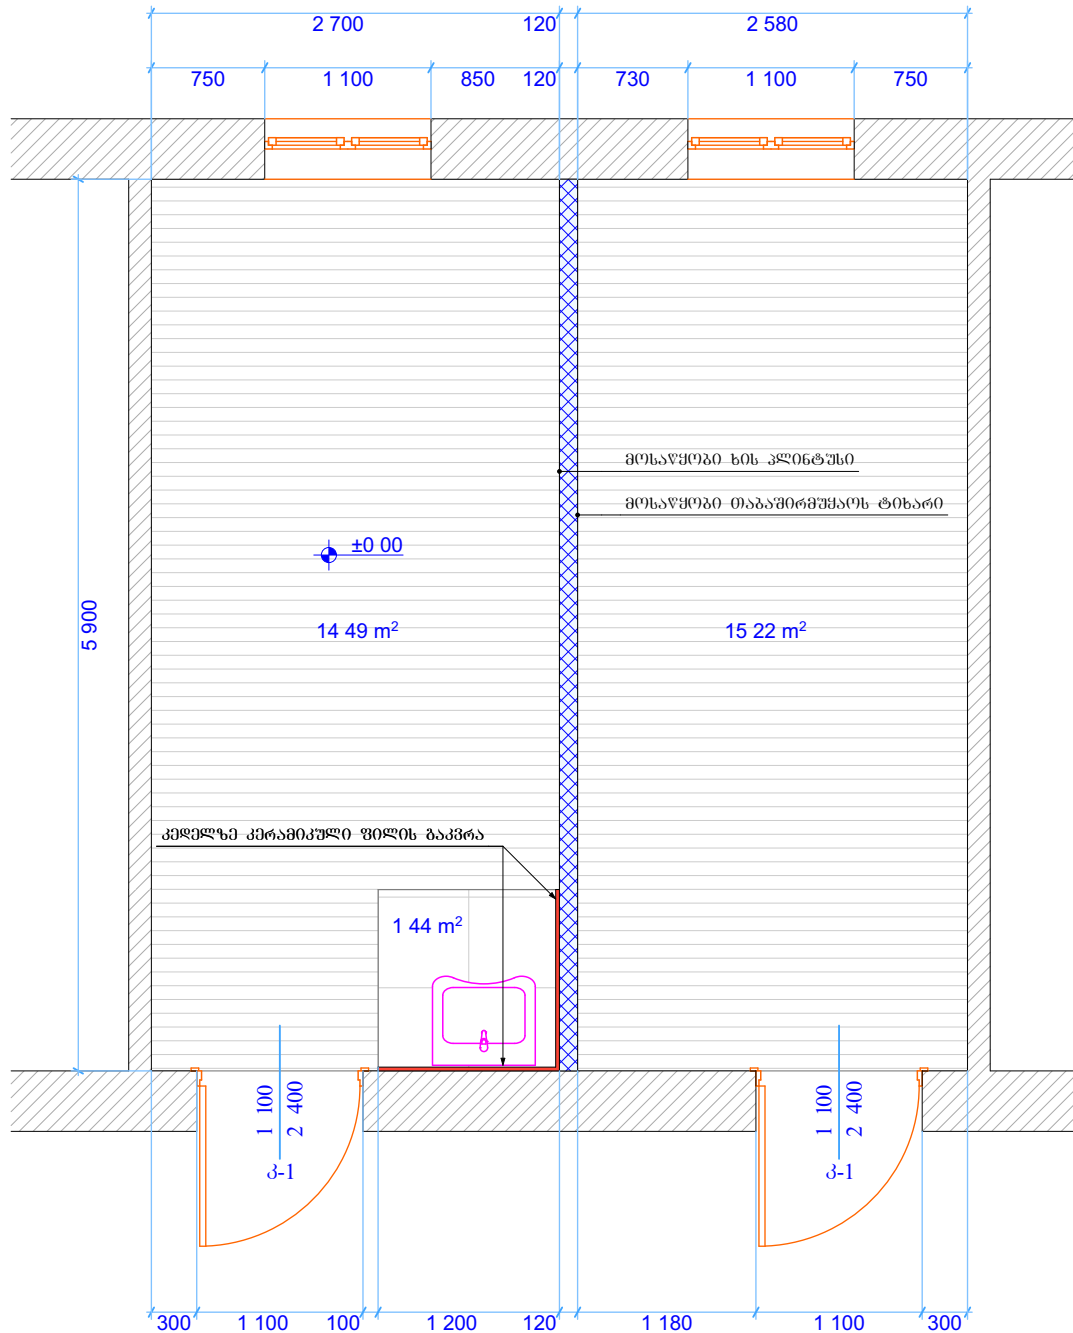 2 700 120 2 580
750 1 100 850 120 730 1 100 750
მოსაწყობი ხის პლინტუსი
მოსაწყობი თაბაშირმუყაოს ტიხარი
±0 00
5 900
14 49 m² 15 22 m²
კედელზე კერამიკული ფილის გაკვრა
1 44 m²
1 100
2 400
კ-1
1 100
2 400
კ-1
300 1 100 100 1 200 120 1 180 1 100 300